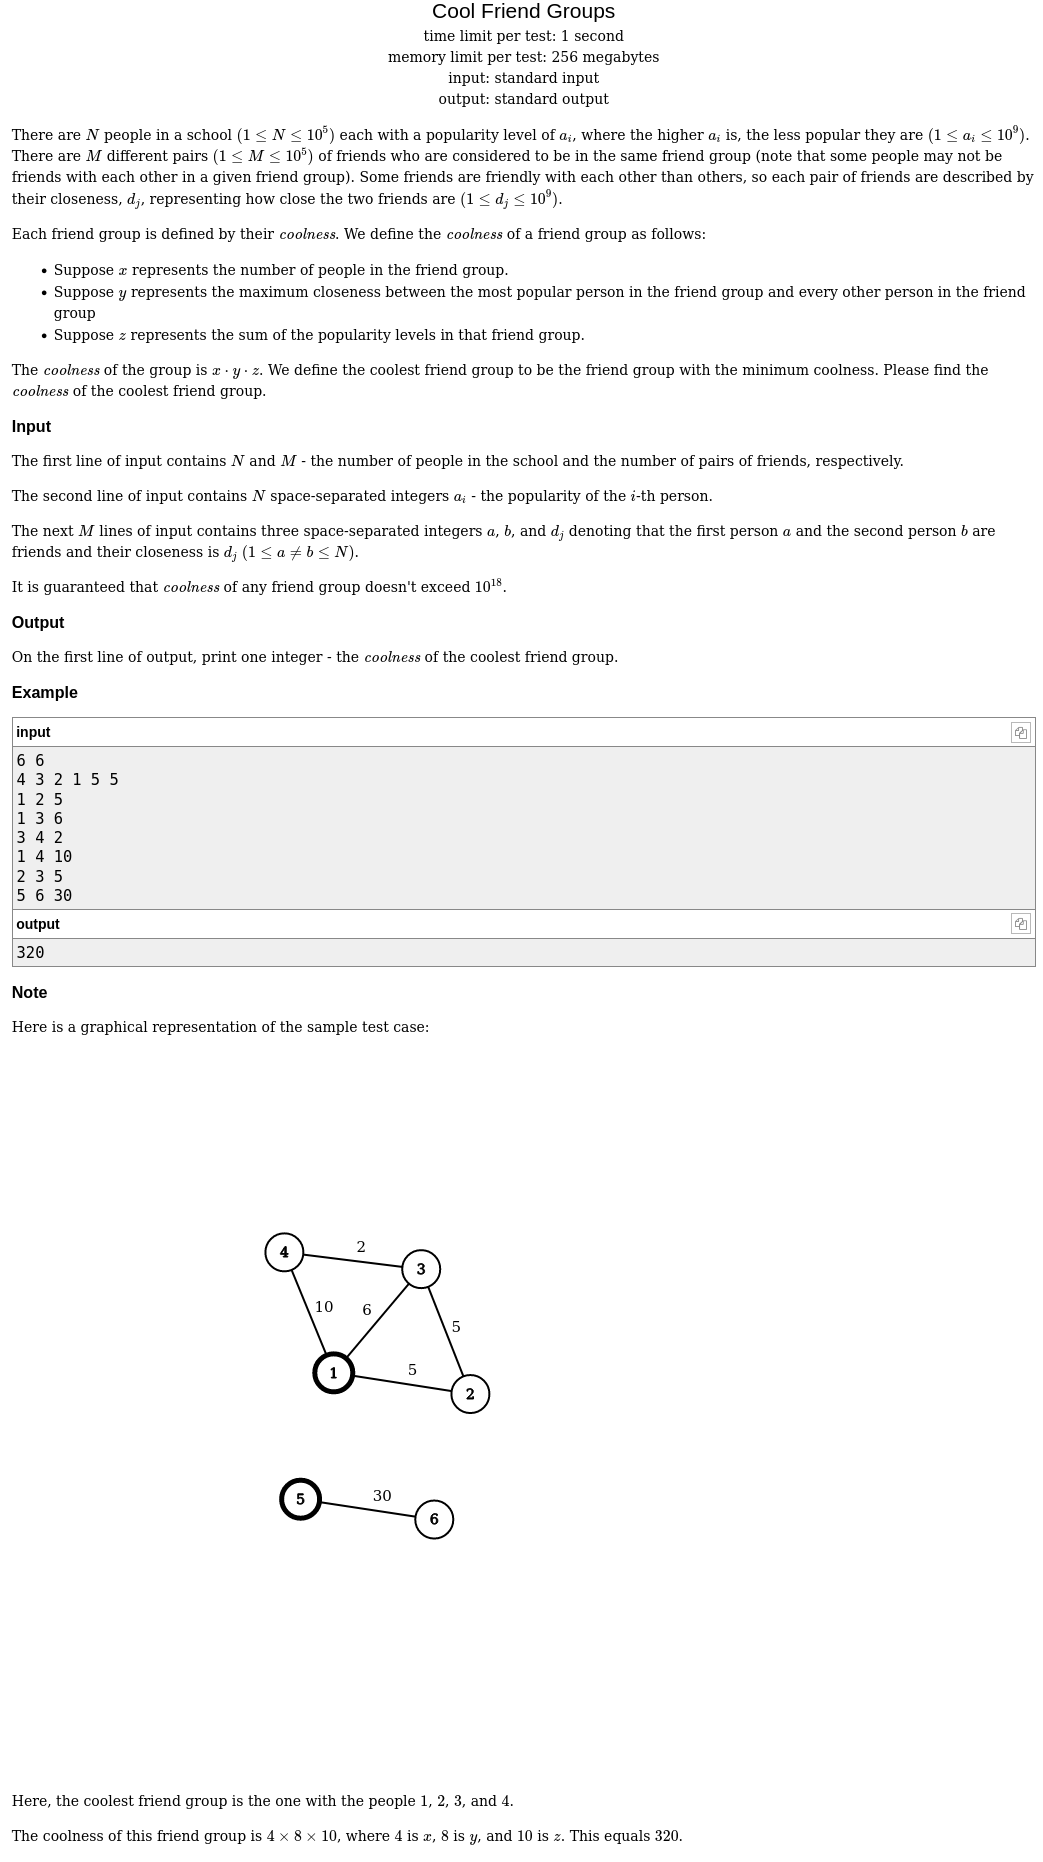 Cool Friend Groups
time limit per test: 1 second
memory limit per test: 256 megabytes
input: standard input
output: standard output
There are N people in a school (1 ≤ N ≤ 10^5) each with a popularity level of a_i, where the higher a_i is, the less popular they are (1 ≤ a_i ≤ 10^9).
There are M different pairs (1 ≤ M ≤ 10^5) of friends who are considered to be in the same friend group (note that some people may not be
friends with each other in a given friend group). Some friends are friendly with each other than others, so each pair of friends are described by
their closeness, d_j, representing how close the two friends are (1 ≤ d_j ≤ 10^9).
Each friend group is defined by their coolness. We define the coolness of a friend group as follows:
• Suppose x represents the number of people in the friend group.
• Suppose y represents the maximum closeness between the most popular person in the friend group and every other person in the friend
group
• Suppose z represents the sum of the popularity levels in that friend group.
The coolness of the group is x · y · z. We define the coolest friend group to be the friend group with the minimum coolness. Please find the
coolness of the coolest friend group.
Input
The first line of input contains N and M - the number of people in the school and the number of pairs of friends, respectively.
The second line of input contains N space-separated integers a_i - the popularity of the i-th person.
The next M lines of input contains three space-separated integers a, b, and d_j denoting that the first person a and the second person b are
friends and their closeness is d_j (1 ≤ a ≠ b ≤ N).
It is guaranteed that coolness of any friend group doesn't exceed 10^18.
Output
On the first line of output, print one integer - the coolness of the coolest friend group.
Example
input
6 6
4 3 2 1 5 5
1 2 5
1 3 6
3 4 2
1 4 10
2 3 5
5 6 30
output
320
Note
Here is a graphical representation of the sample test case:
2
4
3
10
6
5
1
5
2
5
30
6
Here, the coolest friend group is the one with the people 1, 2, 3, and 4.
The coolness of this friend group is 4 × 8 × 10, where 4 is x, 8 is y, and 10 is z. This equals 320.